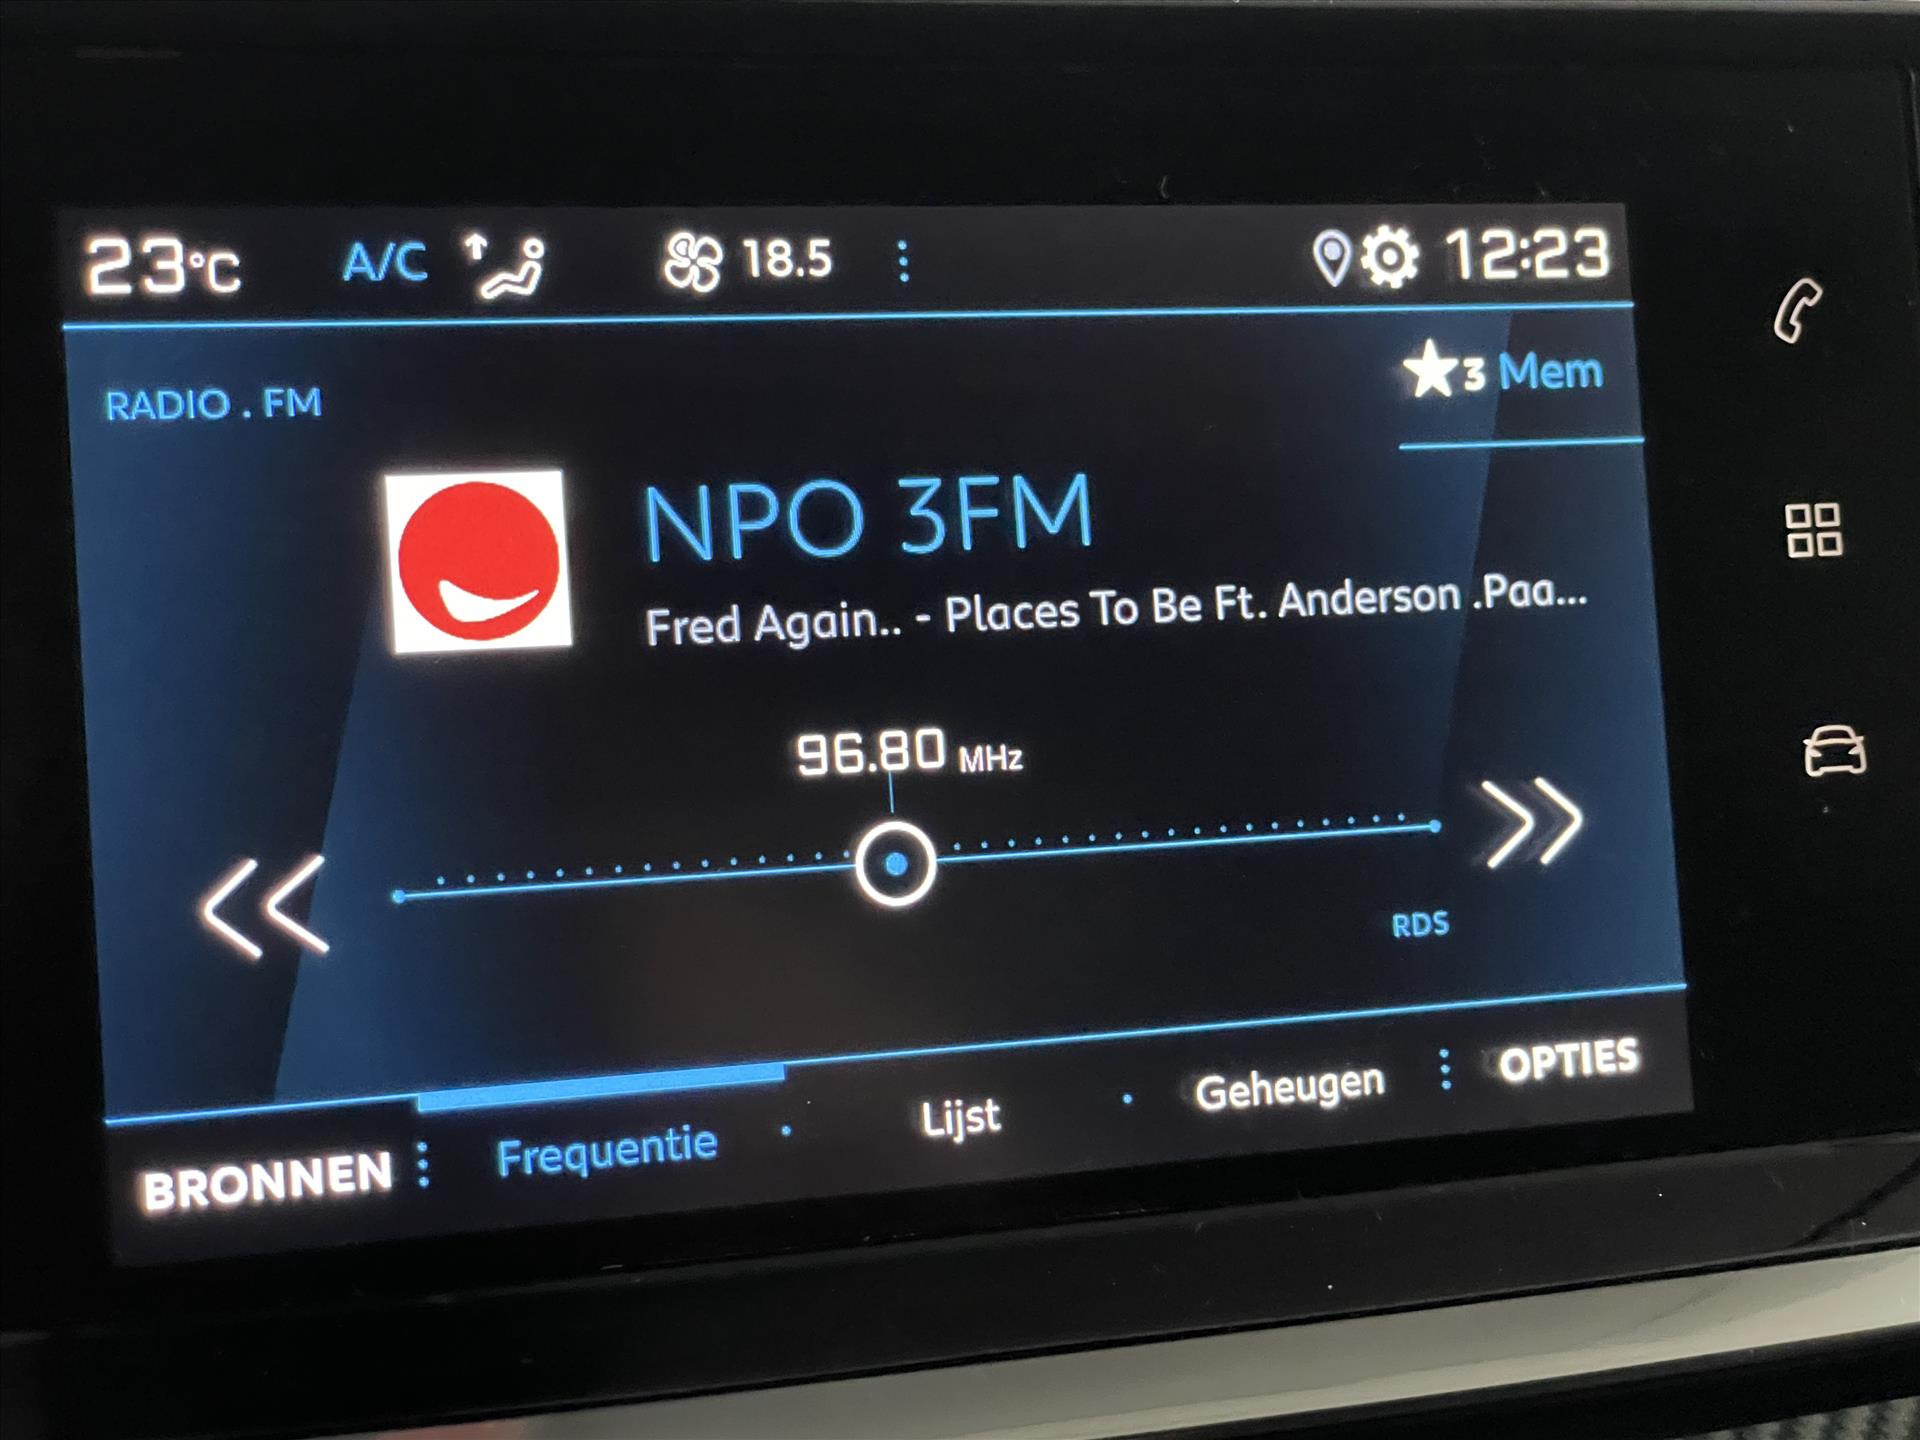 23°C A/C 18.5 12:23
3 Mem
RADIO . FM
NPO 3FM
Fred Again.. - Places To Be Ft. Anderson .Paa...
96.80 MHz
RDS
BRONNEN Frequentie Lijst Geheugen OPTIES